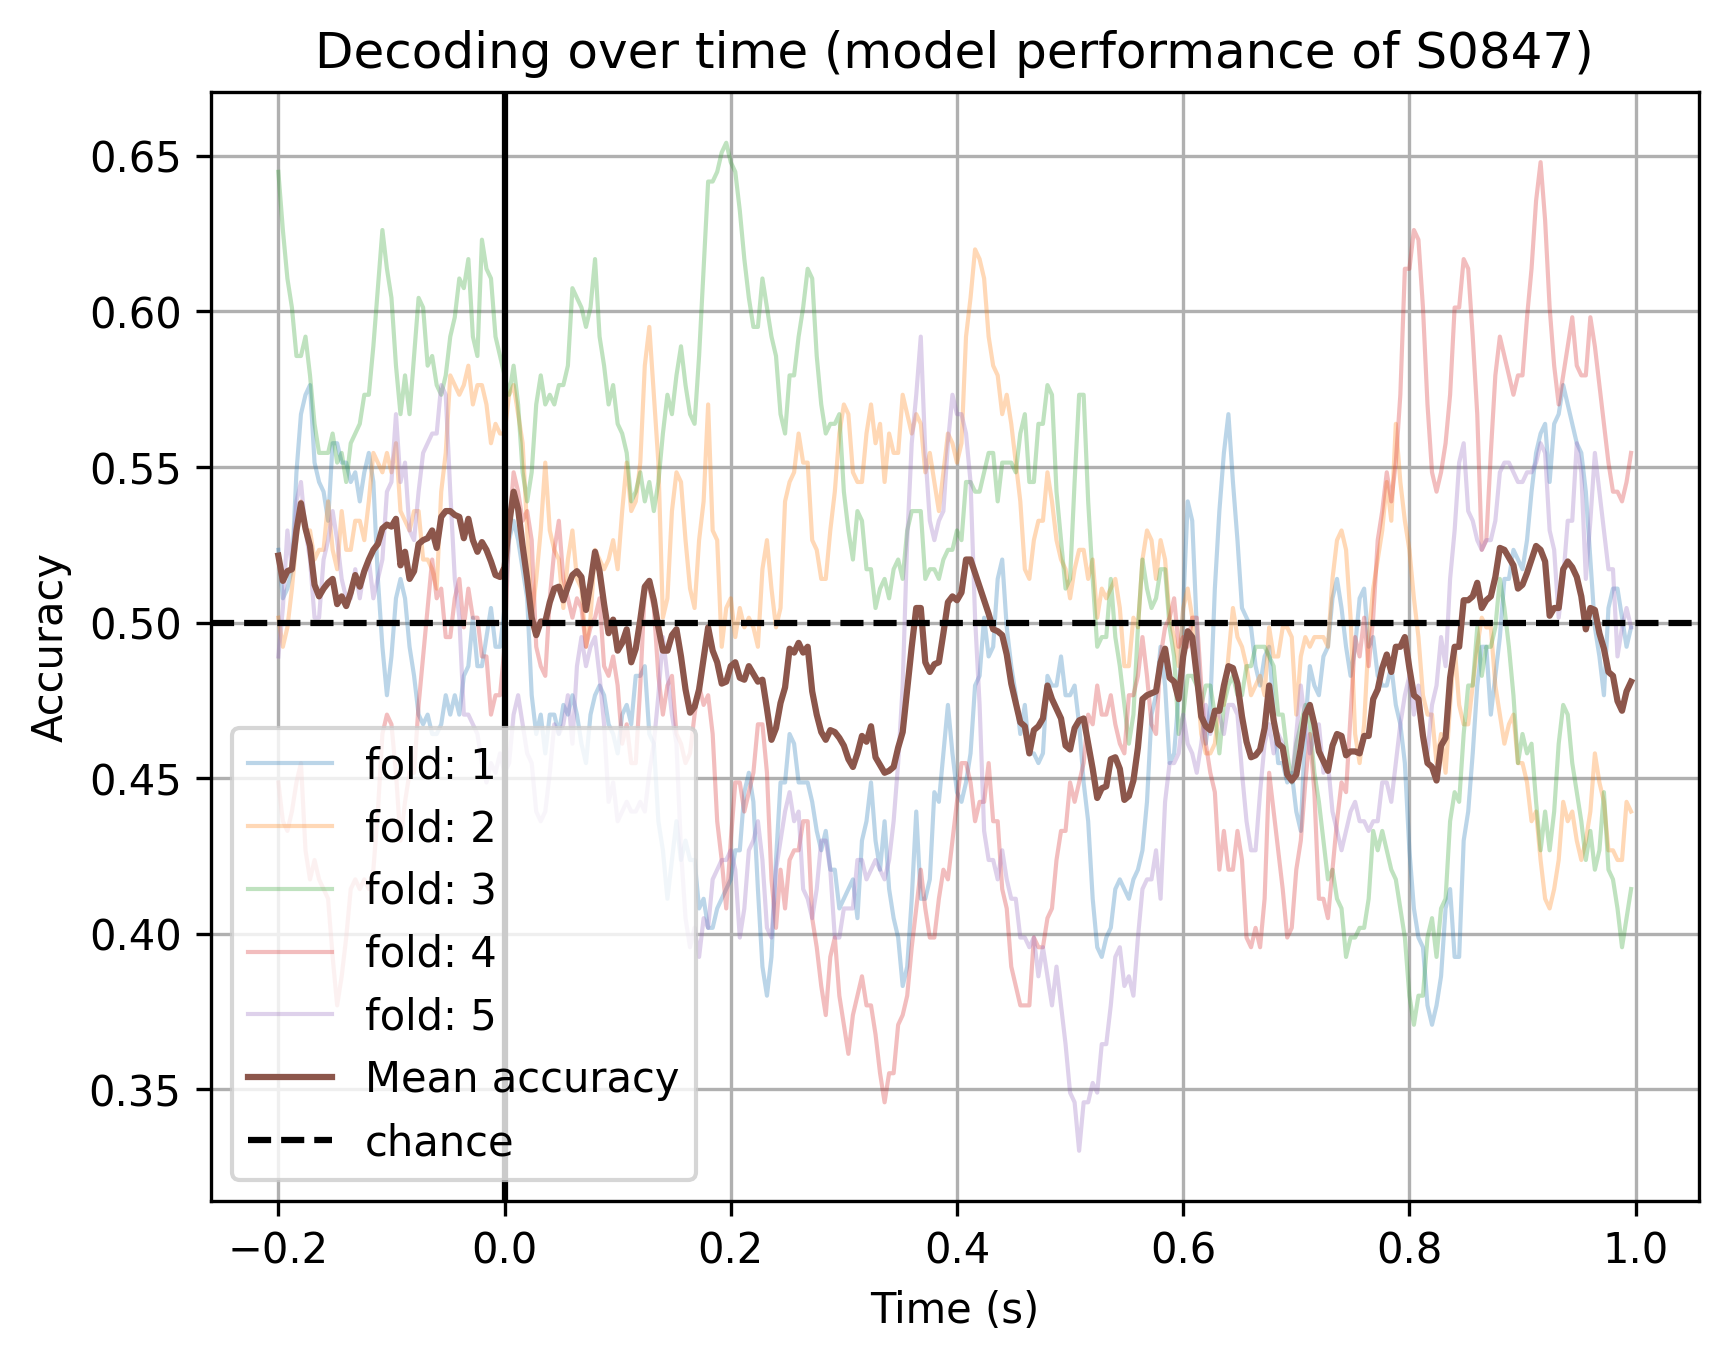 Decoding over time (model performance of S0847)
Accuracy
0.65
0.60
0.55
0.50
0.45
0.40
0.35
fold: 1
fold: 2
fold: 3
fold: 4
fold: 5
Mean accuracy
chance
−0.2 0.0 0.2 0.4 0.6 0.8 1.0
Time (s)